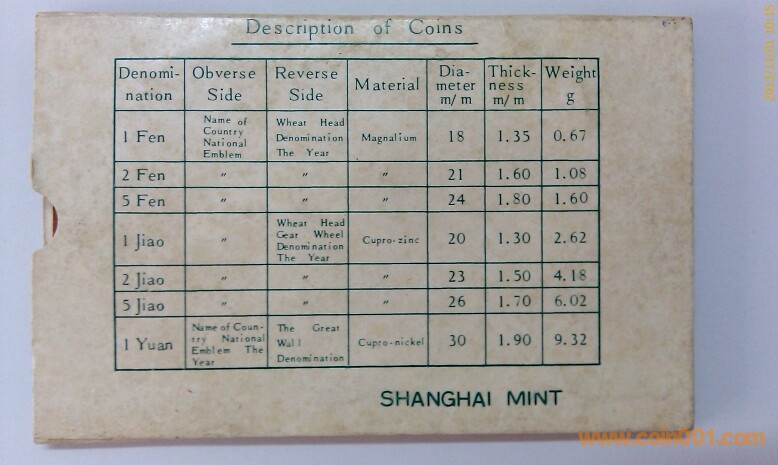 Description of Coins
Denomi-nation Obverse Side Reverse Side Material Dia-meter m/m Thick-ness m/m Weight g
1 Fen Name of Country National Emblem Wheat Head Denomination The Year Magnalium 18 1.35 0.67
2 Fen " " " 21 1.60 1.08
5 Fen " " " 24 1.80 1.60
1 Jiao " Wheat Head Gear Wheel Denomination The Year Cupro-zinc 20 1.30 2.62
2 Jiao " " " 23 1.50 4.18
5 Jiao " " " 26 1.70 6.02
1 Yuan Name of Coun-try National Emblem The Year The Great Wall Denomination Cupro-nickel 30 1.90 9.32
SHANGHAI MINT
www.coin001.com